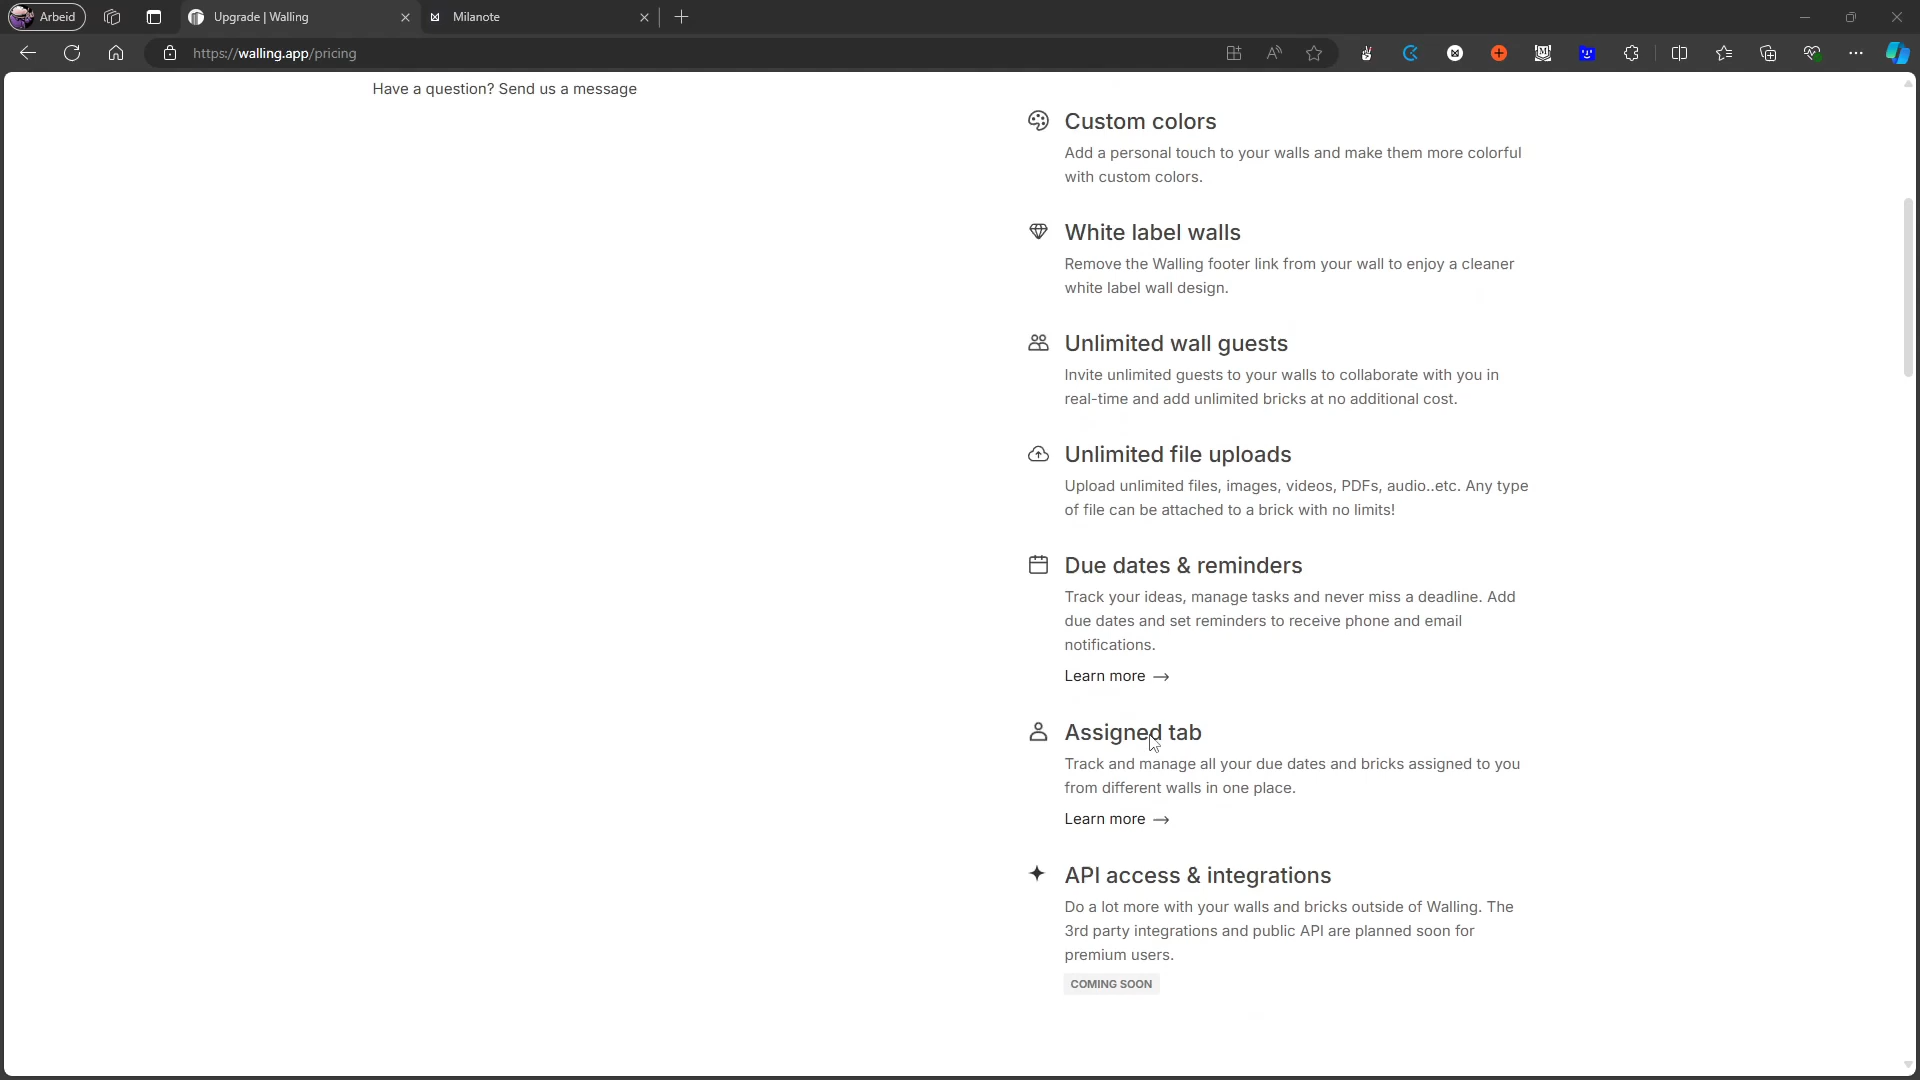 Arbeid
Upgrade | Walling
Milanote
https://walling.app/pricing
Have a question? Send us a message
Custom colors
Add a personal touch to your walls and make them more colorful
with custom colors.
White label walls
Remove the Walling footer link from your wall to enjoy a cleaner
white label wall design.
Unlimited wall guests
Invite unlimited guests to your walls to collaborate with you in
real-time and add unlimited bricks at no additional cost.
Unlimited file uploads
Upload unlimited files, images, videos, PDFs, audio..etc. Any type
of file can be attached to a brick with no limits!
Due dates & reminders
Track your ideas, manage tasks and never miss a deadline. Add
due dates and set reminders to receive phone and email
notifications.
Learn more →
Assigned tab
Track and manage all your due dates and bricks assigned to you
from different walls in one place.
Learn more →
API access & integrations
Do a lot more with your walls and bricks outside of Walling. The
3rd party integrations and public API are planned soon for
premium users.
COMING SOON